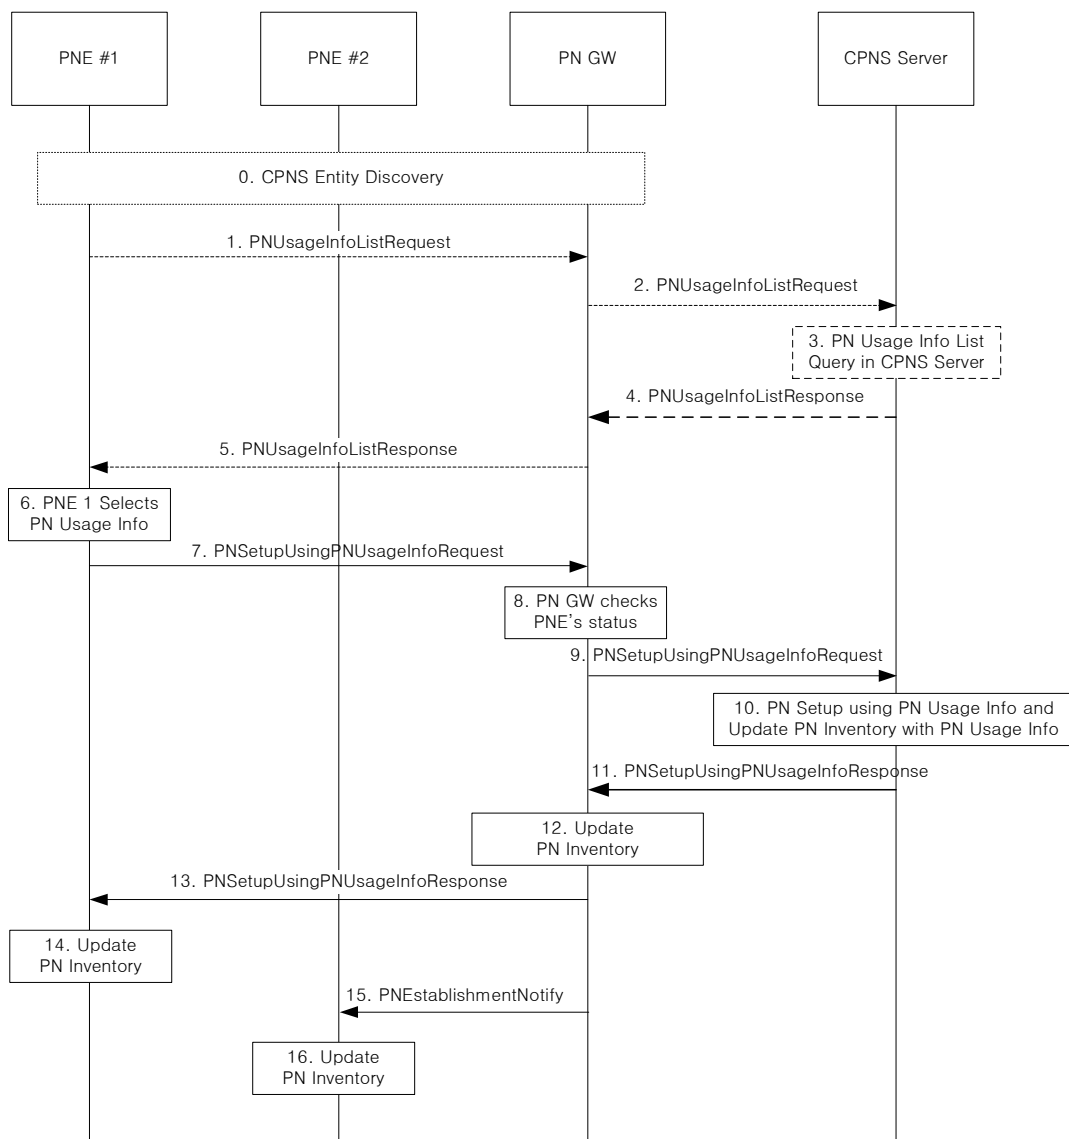 PNE #1
PNE #2
PN GW
CPNS Server
0. CPNS Entity Discovery
1. PNUsageInfoListRequest
2. PNUsageInfoListRequest
3. PN Usage Info List
Query in CPNS Server
4. PNUsageInfoListResponse
5. PNUsageInfoListResponse
6. PNE 1 Selects
PN Usage Info
7. PNSetupUsingPNUsageInfoRequest
8. PN GW checks
PNE's status
9. PNSetupUsingPNUsageInfoRequest
10. PN Setup using PN Usage Info and
Update PN Inventory with PN Usage Info
11. PNSetupUsingPNUsageInfoResponse
12. Update
PN Inventory
13. PNSetupUsingPNUsageInfoResponse
14. Update
PN Inventory
15. PNEstablishmentNotify
16. Update
PN Inventory